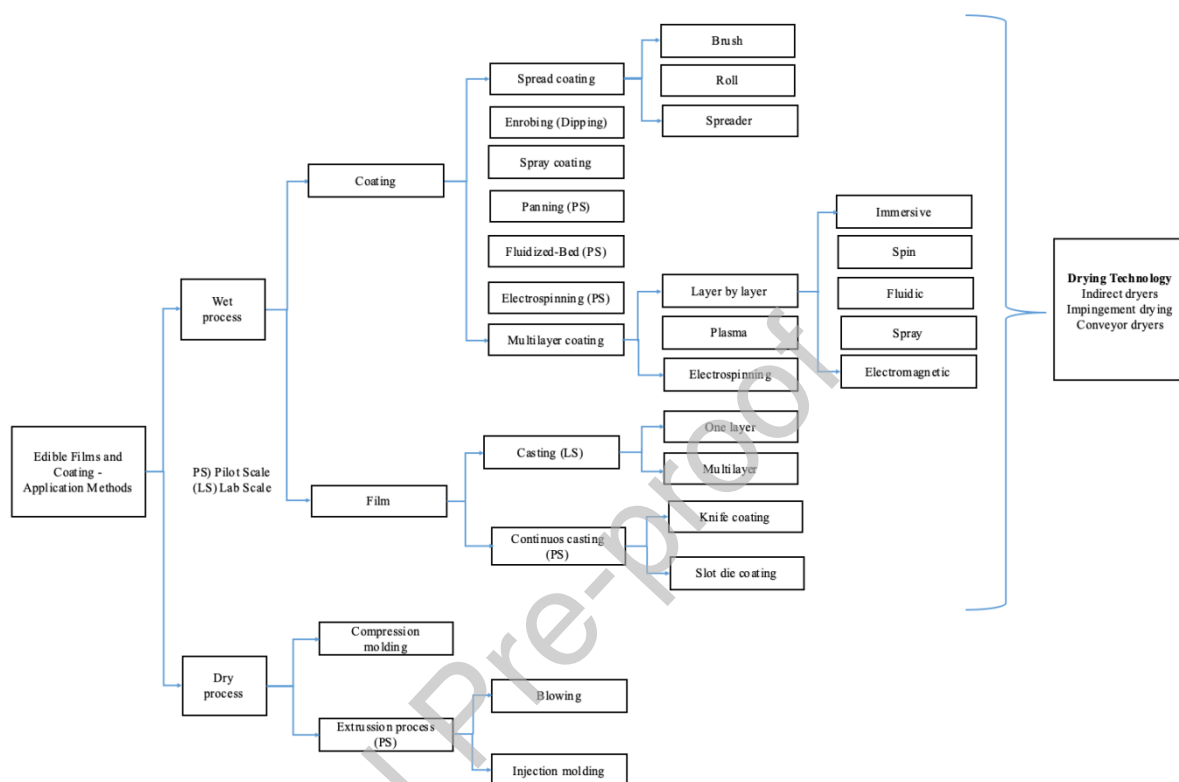 Edible Films and
Coating -
Application Methods
PS) Pilot Scale
(LS) Lab Scale
Wet
process
Coating
Spread coating
Brush
Roll
Spreader
Enrobing (Dipping)
Spray coating
Panning (PS)
Fluidized-Bed (PS)
Electrospinning (PS)
Multilayer coating
Layer by layer
Immersive
Spin
Fluidic
Spray
Electromagnetic
Plasma
Electrospinning
Film
Casting (LS)
One layer
Multilayer
Continuos casting
(PS)
Knife coating
Slot die coating
Dry
process
Compression
molding
Extrussion process
(PS)
Blowing
Injection molding
Drying Technology
Indirect dryers
Impingement drying
Conveyor dryers
Pre-proof